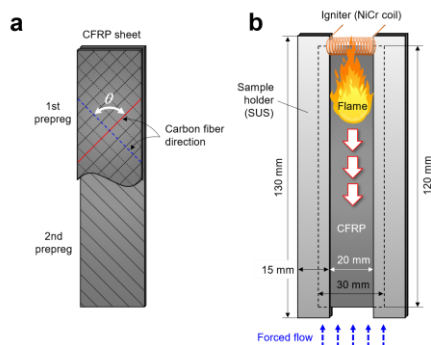 a
CFRP sheet
1st
prepreg
θ
Carbon fiber
direction
2nd
prepreg
b
Igniter (NiCr coil)
Sample
holder
(SUS)
Flame
130 mm
120 mm
CFRP
20 mm
15 mm
30 mm
Forced flow